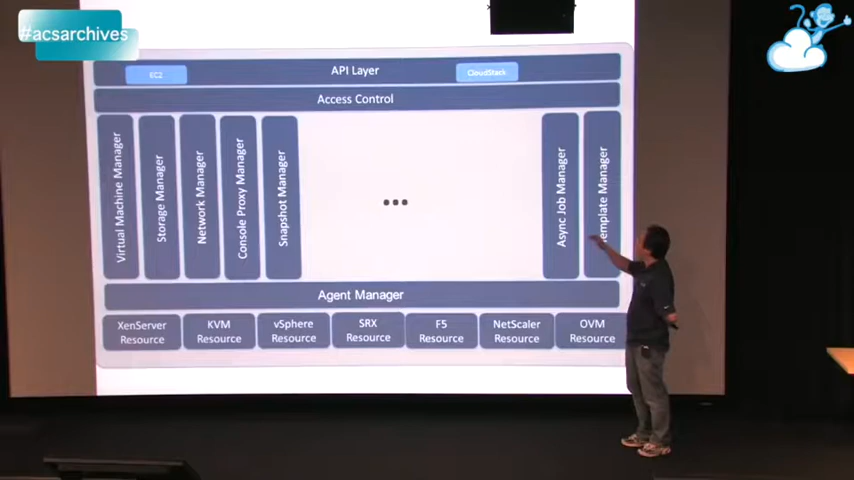 #acsarchives
API Layer
EC2
CloudStack
Access Control
Virtual Machine Manager
Storage Manager
Network Manager
Console Proxy Manager
Snapshot Manager
...
Async Job Manager
Template Manager
Agent Manager
XenServer
Resource
KVM
Resource
vSphere
Resource
SRX
Resource
F5
Resource
NetScaler
Resource
OVM
Resource